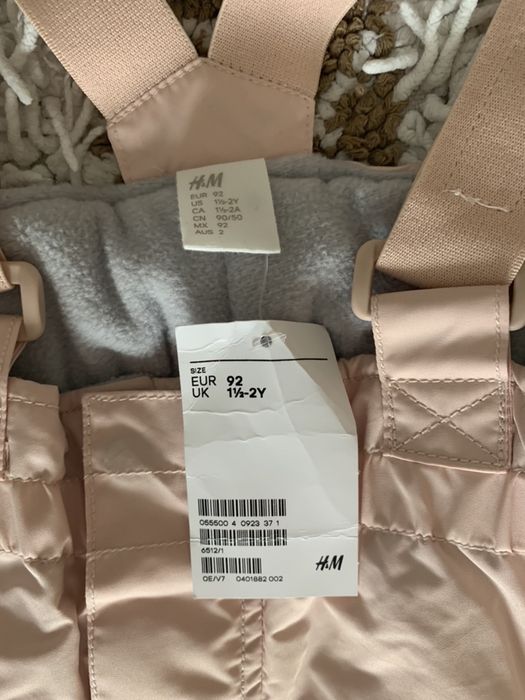 H&M
EUR 92
US 1½-2Y
CA 1½-2A
CN 90/50
MX 92
AUS 2
SIZE
EUR 92
UK 1½-2Y
055500 4 0923 37 1
6512/1
H&M
OE/V7 0401882 002